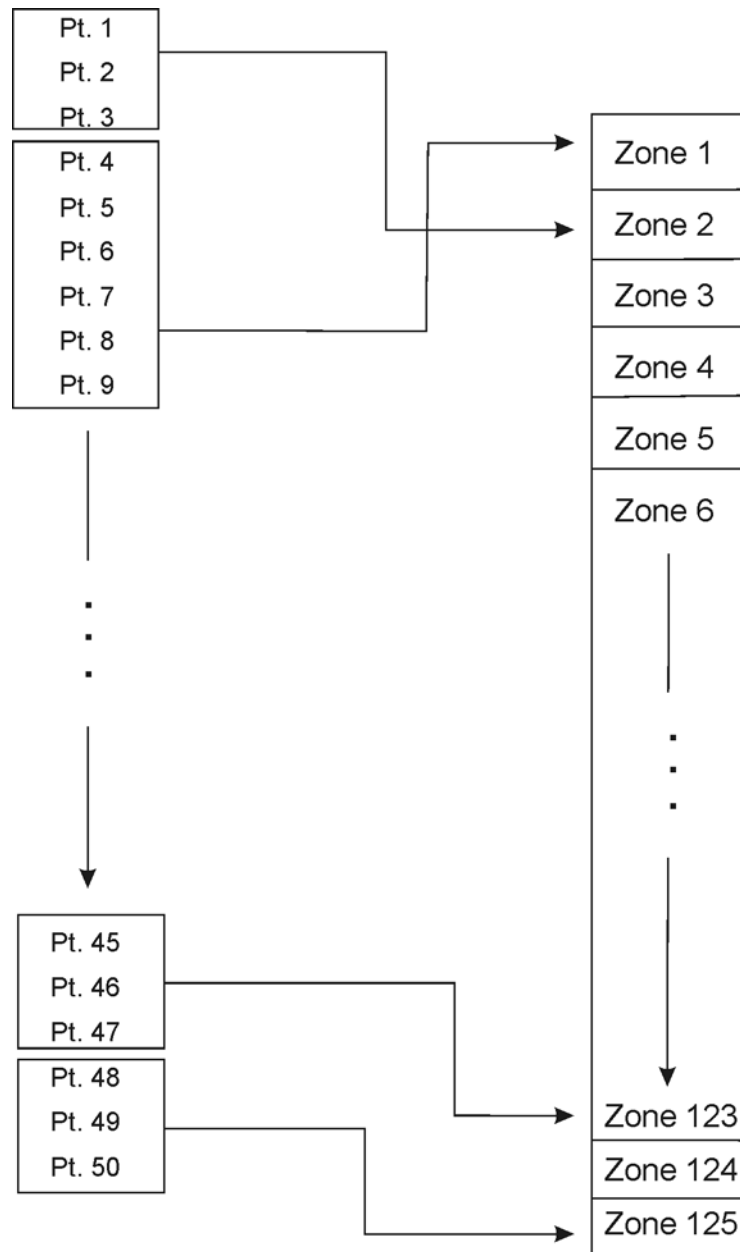 Pt. 1
Pt. 2
Pt. 3
Pt. 4
Pt. 5
Pt. 6
Pt. 7
Pt. 8
Pt. 9
Pt. 45
Pt. 46
Pt. 47
Pt. 48
Pt. 49
Pt. 50
Zone 1
Zone 2
Zone 3
Zone 4
Zone 5
Zone 6
Zone 123
Zone 124
Zone 125